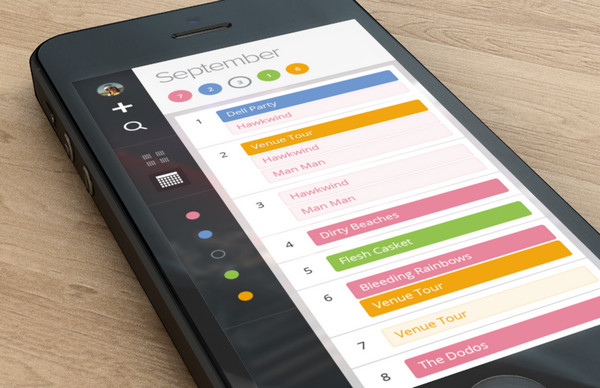 September
7 2 3 1 6
1 Dell Party
Hawkwind
2 Venue Tour
Hawkwind
Man Man
3 Hawkwind
Man Man
4 Dirty Beaches
5 Flesh Casket
6 Bleeding Rainbows
Venue Tour
7 Venue Tour
8 The Dodos